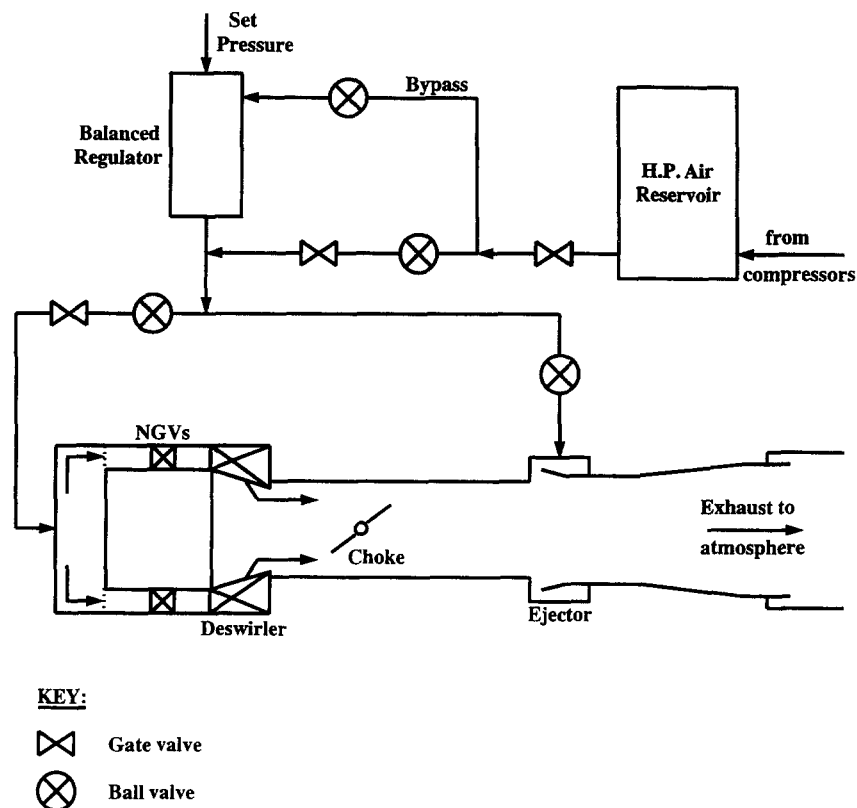 Set
Pressure
Bypass
Balanced
Regulator
H.P. Air
Reservoir
from
compressors
NGVs
Choke
Exhaust to
atmosphere
Deswirler
Ejector
KEY:
Gate valve
Ball valve